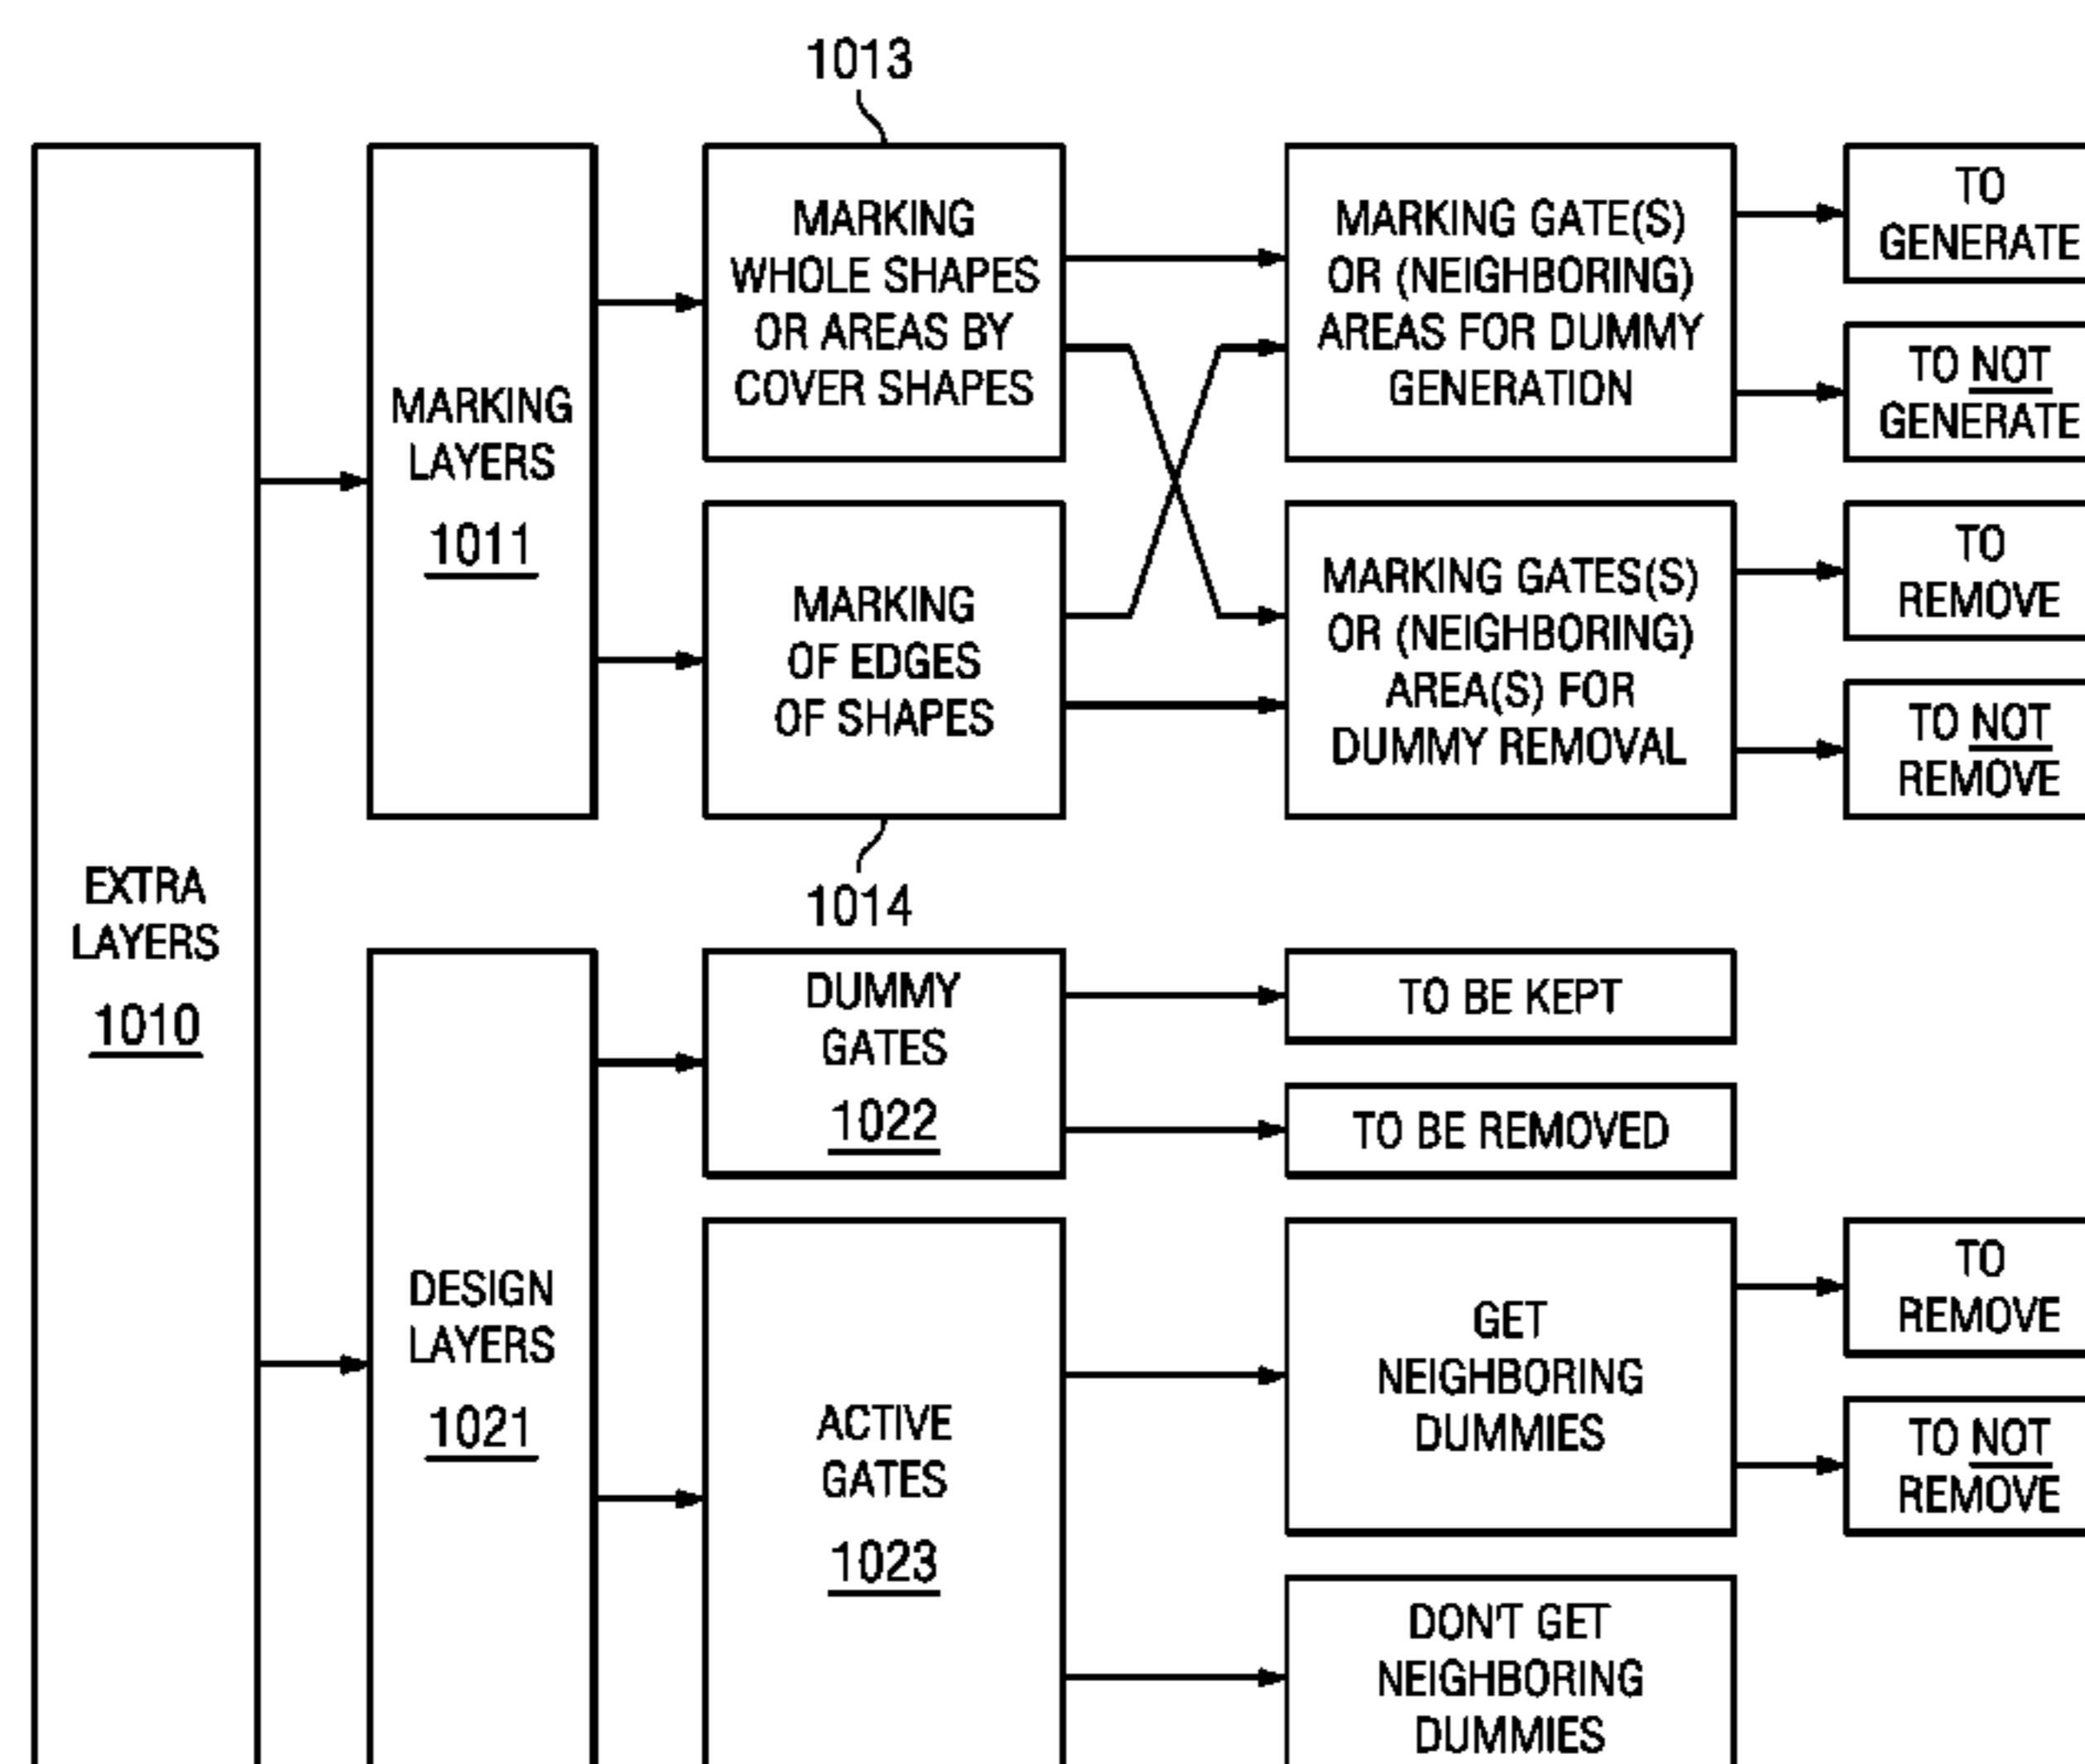 1013
EXTRA
LAYERS
1010
MARKING
LAYERS
1011
MARKING
WHOLE SHAPES
OR AREAS BY
COVER SHAPES
MARKING
OF EDGES
OF SHAPES
1014
MARKING GATE(S)
OR (NEIGHBORING)
AREAS FOR DUMMY
GENERATION
TO
GENERATE
TO NOT
GENERATE
MARKING GATES(S)
OR (NEIGHBORING)
AREA(S) FOR
DUMMY REMOVAL
TO
REMOVE
TO NOT
REMOVE
DESIGN
LAYERS
1021
DUMMY
GATES
1022
TO BE KEPT
TO BE REMOVED
ACTIVE
GATES
1023
GET
NEIGHBORING
DUMMIES
TO
REMOVE
TO NOT
REMOVE
DON'T GET
NEIGHBORING
DUMMIES